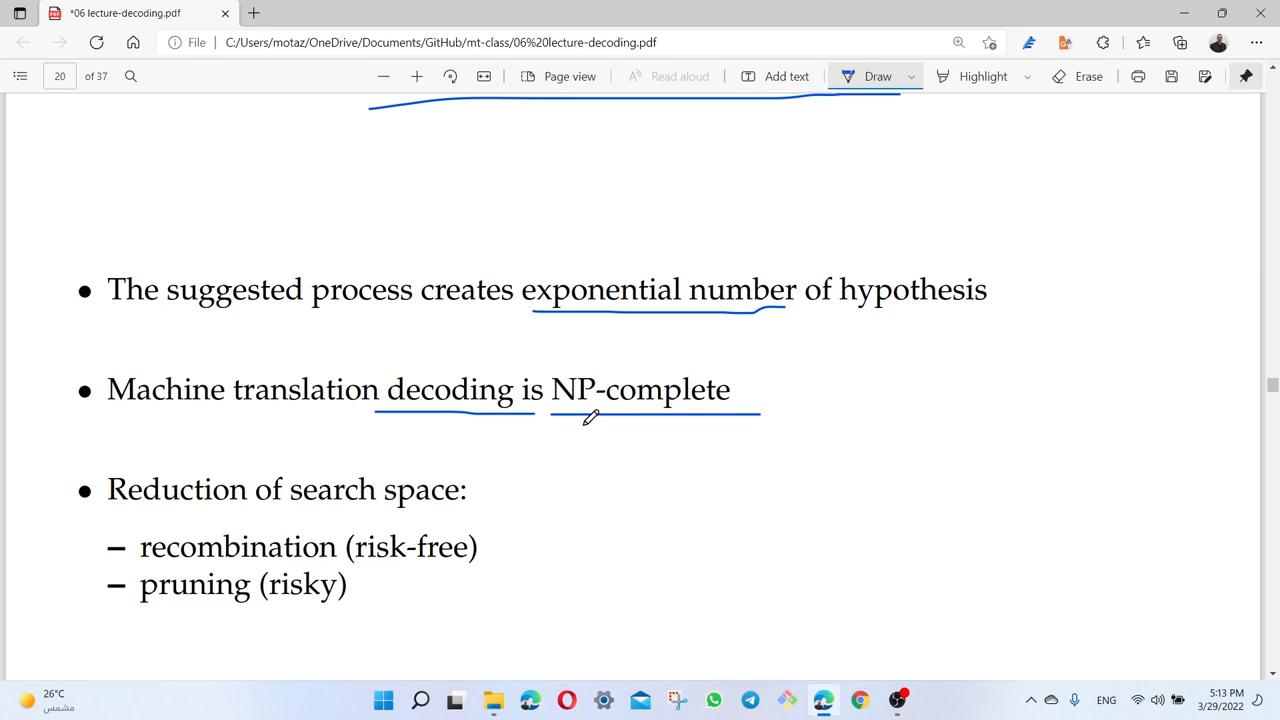 *06 lecture-decoding.pdf
File C:/Users/motaz/OneDrive/Documents/GitHub/mt-class/06%20lecture-decoding.pdf
20 of 37 Page view Read aloud Add text Draw Highlight Erase
• The suggested process creates exponential number of hypothesis
• Machine translation decoding is NP-complete
• Reduction of search space:
– recombination (risk-free)
– pruning (risky)
26°C
مشمس
ENG
5:13 PM
3/29/2022